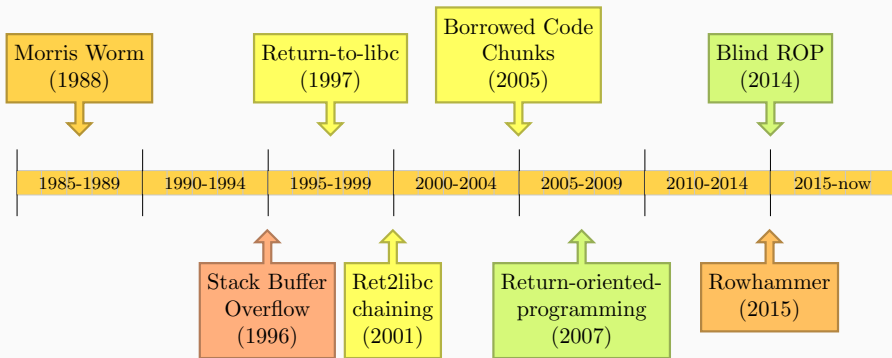 Morris Worm
(1988)
Return-to-libc
(1997)
Borrowed Code
Chunks
(2005)
Blind ROP
(2014)
1985-1989
1990-1994
1995-1999
2000-2004
2005-2009
2010-2014
2015-now
Stack Buffer
Overflow
(1996)
Ret2libc
chaining
(2001)
Return-oriented-
programming
(2007)
Rowhammer
(2015)